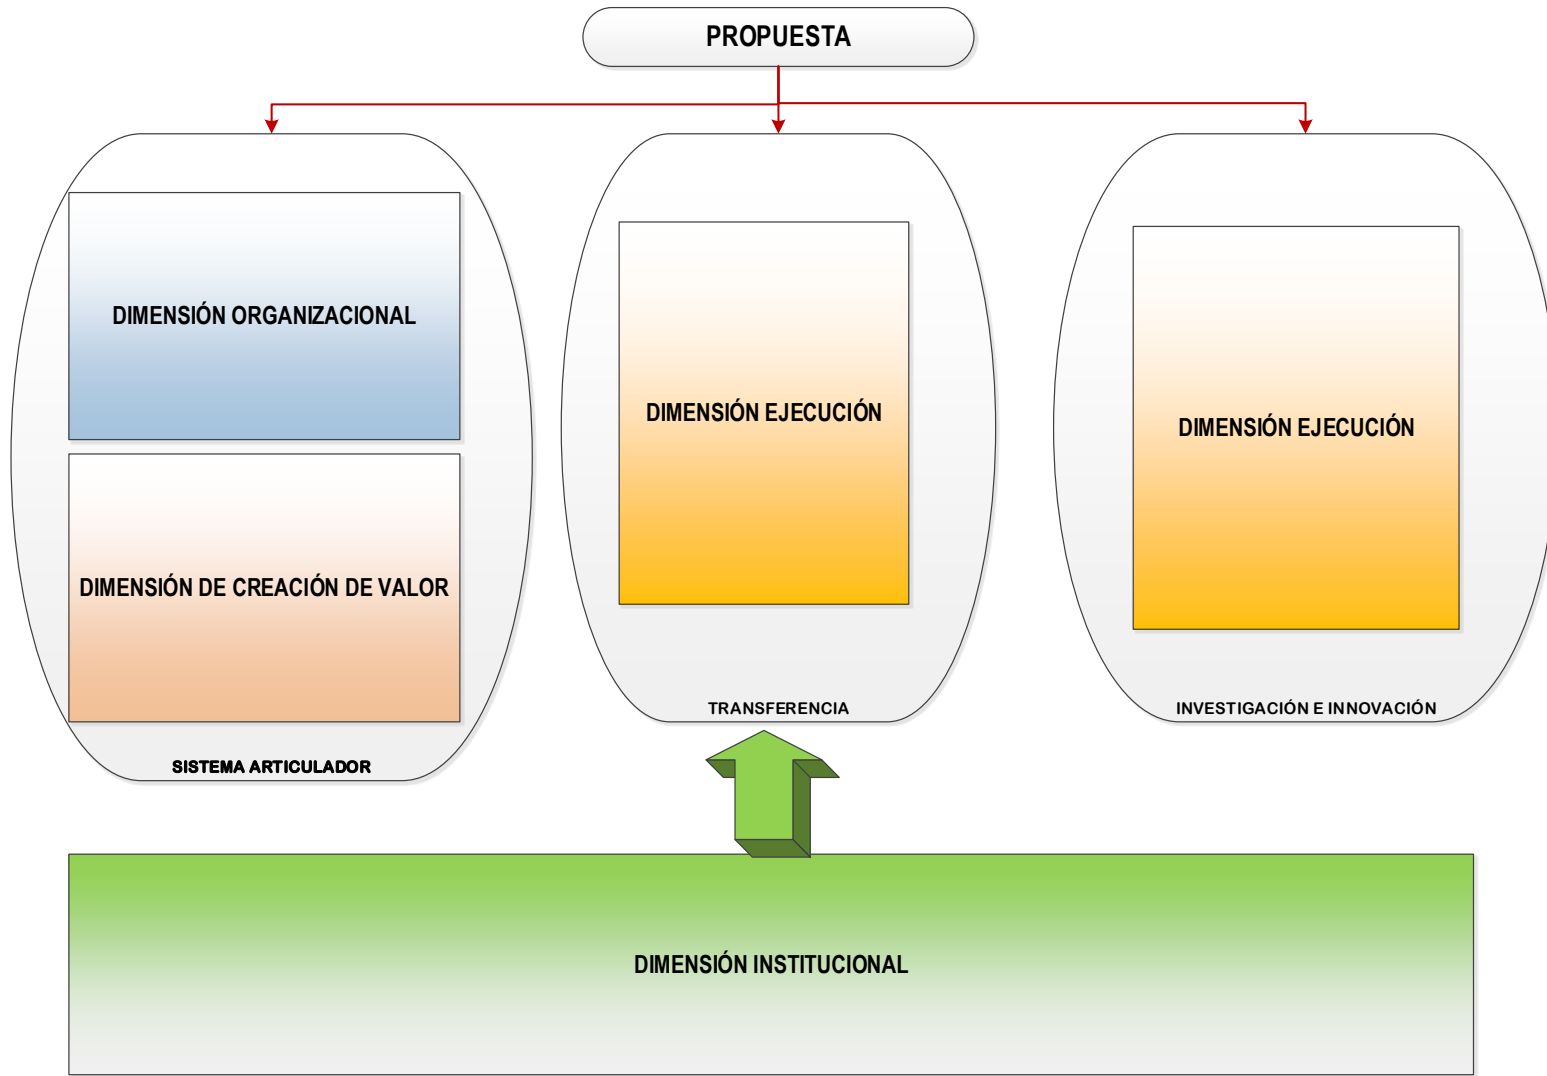 PROPUESTA
DIMENSIÓN ORGANIZACIONAL
DIMENSIÓN DE CREACIÓN DE VALOR
SISTEMA ARTICULADOR
DIMENSIÓN EJECUCIÓN
TRANSFERENCIA
DIMENSIÓN EJECUCIÓN
INVESTIGACIÓN E INNOVACIÓN
DIMENSIÓN INSTITUCIONAL